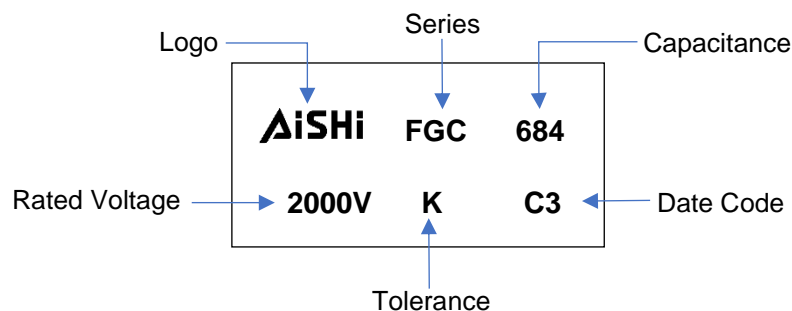 Series
Logo
Capacitance
AiSHi FGC 684
Rated Voltage
2000V K C3
Date Code
Tolerance